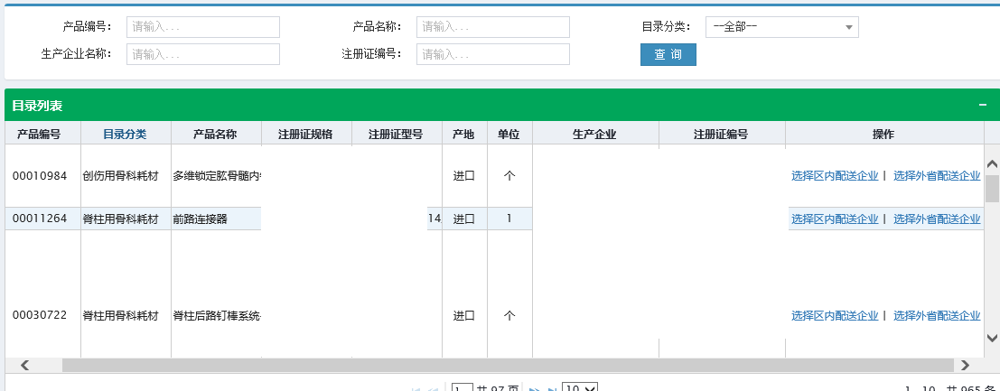 产品编号： 请输入... 产品名称： 请输入... 目录分类： --全部--
生产企业名称： 请输入... 注册证编号： 请输入... 查 询
目录列表 −
产品编号 目录分类 产品名称 注册证规格 注册证型号 产地 单位 生产企业 注册证编号 操作
00010984 创伤用骨科耗材 多维锁定肱骨髓内 进口 个 选择区内配送企业 | 选择外省配送企业
00011264 脊柱用骨科耗材 前路连接器 14 进口 1 选择区内配送企业 | 选择外省配送企业
00030722 脊柱用骨科耗材 脊柱后路钉棒系统 进口 个 选择区内配送企业 | 选择外省配送企业
1 共 97 页 10 1 - 10 共 965 条